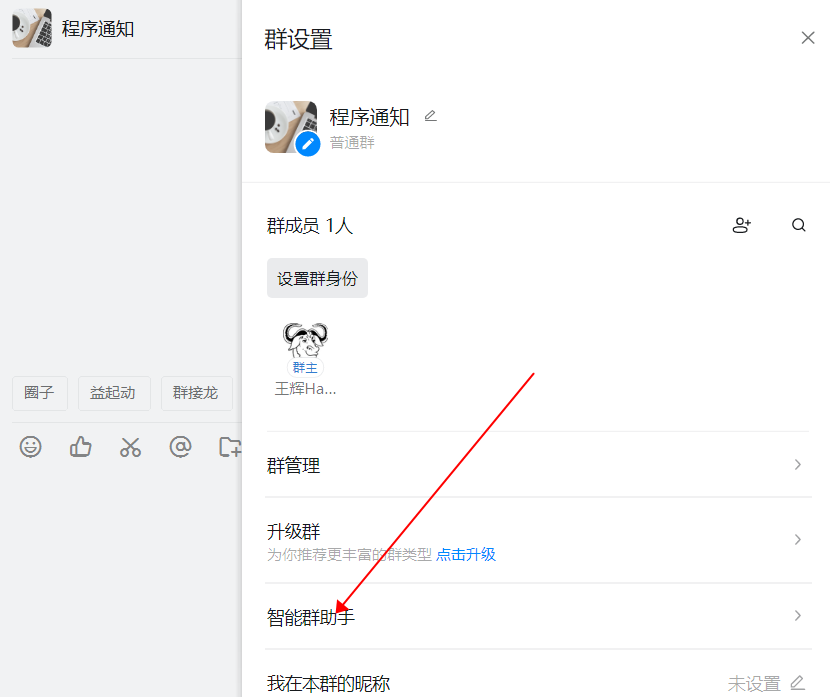 程序通知
群设置
程序通知
普通群
群成员 1人
设置群身份
群主
王辉Ha...
圈子
益起动
群接龙
群管理
升级群
为你推荐更丰富的群类型 点击升级
智能群助手
我在本群的昵称
未设置